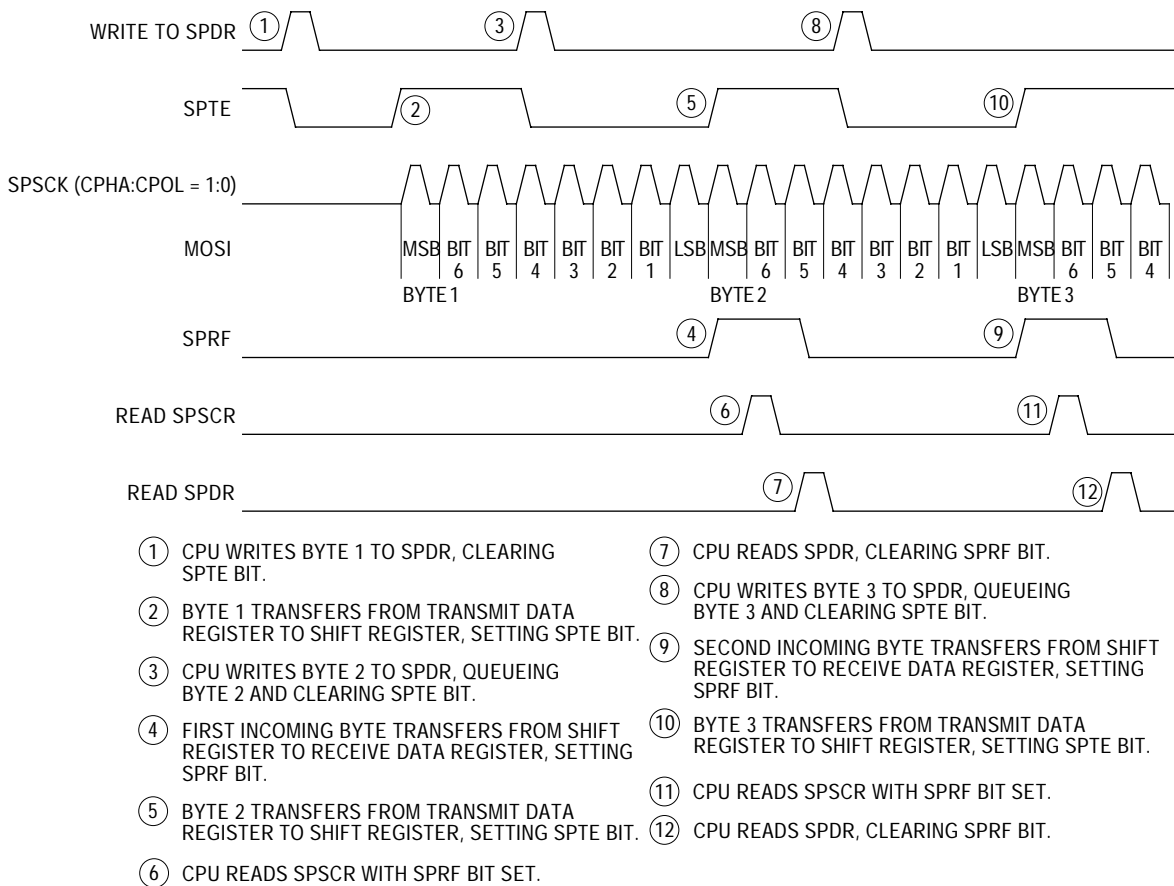 WRITE TO SPDR
1
3
8
SPTE
2
5
10
SPSCK (CPHA:CPOL = 1:0)
MOSI
MSB BIT 6 BIT 5 BIT 4 BIT 3 BIT 2 BIT 1 LSB MSB BIT 6 BIT 5 BIT 4 BIT 3 BIT 2 BIT 1 LSB MSB BIT 6 BIT 5 BIT 4
BYTE 1 BYTE 2 BYTE 3
SPRF
4
9
READ SPSCR
6
11
READ SPDR
7
12
1 CPU WRITES BYTE 1 TO SPDR, CLEARING
SPTE BIT.
2 BYTE 1 TRANSFERS FROM TRANSMIT DATA
REGISTER TO SHIFT REGISTER, SETTING SPTE BIT.
3 CPU WRITES BYTE 2 TO SPDR, QUEUEING
BYTE 2 AND CLEARING SPTE BIT.
4 FIRST INCOMING BYTE TRANSFERS FROM SHIFT
REGISTER TO RECEIVE DATA REGISTER, SETTING
SPRF BIT.
5 BYTE 2 TRANSFERS FROM TRANSMIT DATA
REGISTER TO SHIFT REGISTER, SETTING SPTE BIT.
6 CPU READS SPSCR WITH SPRF BIT SET.
7 CPU READS SPDR, CLEARING SPRF BIT.
8 CPU WRITES BYTE 3 TO SPDR, QUEUEING
BYTE 3 AND CLEARING SPTE BIT.
9 SECOND INCOMING BYTE TRANSFERS FROM SHIFT
REGISTER TO RECEIVE DATA REGISTER, SETTING
SPRF BIT.
10 BYTE 3 TRANSFERS FROM TRANSMIT DATA
REGISTER TO SHIFT REGISTER, SETTING SPTE BIT.
11 CPU READS SPSCR WITH SPRF BIT SET.
12 CPU READS SPDR, CLEARING SPRF BIT.